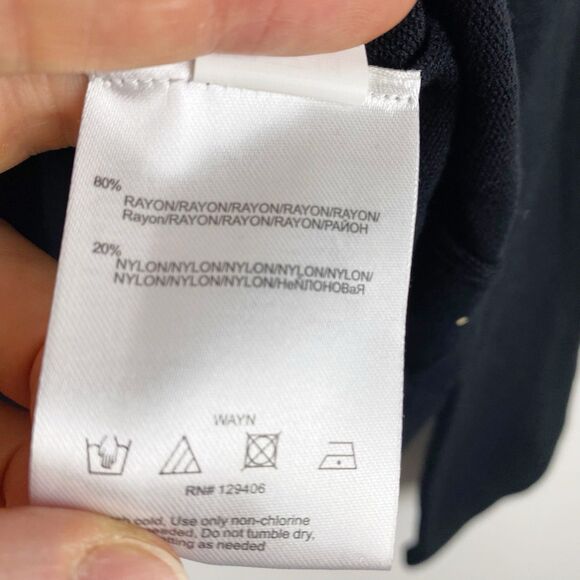 80%
RAYON/RAYON/RAYON/RAYON/RAYON/
Rayon/RAYON/RAYON/RAYON/РАЙОН
20%
NYLON/NYLON/NYLON/NYLON/NYLON/
NYLON/NYLON/NYLON/НеЙЛОНОВаЯ
WAYN
RN# 129406
cold. Use only non-chlorine
needed. Do not tumble dry.
as needed